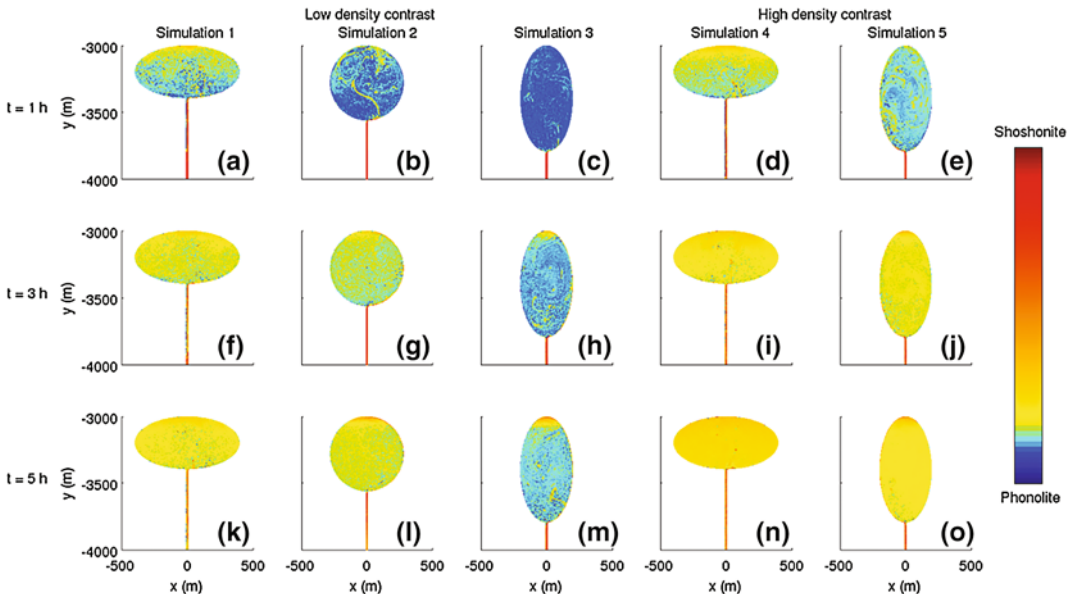 Low density contrast
High density contrast
Simulation 1
Simulation 2
Simulation 3
Simulation 4
Simulation 5
t = 1 h
y (m)
-3000
-3500
-4000
(a)
(b)
(c)
(d)
(e)
t = 3 h
y (m)
-3000
-3500
-4000
(f)
(g)
(h)
(i)
(j)
t = 5 h
y (m)
-3000
-3500
-4000
(k)
(l)
(m)
(n)
(o)
-500 0 500
-500 0 500
-500 0 500
-500 0 500
-500 0 500
x (m)
x (m)
x (m)
x (m)
x (m)
Shoshonite
Phonolite